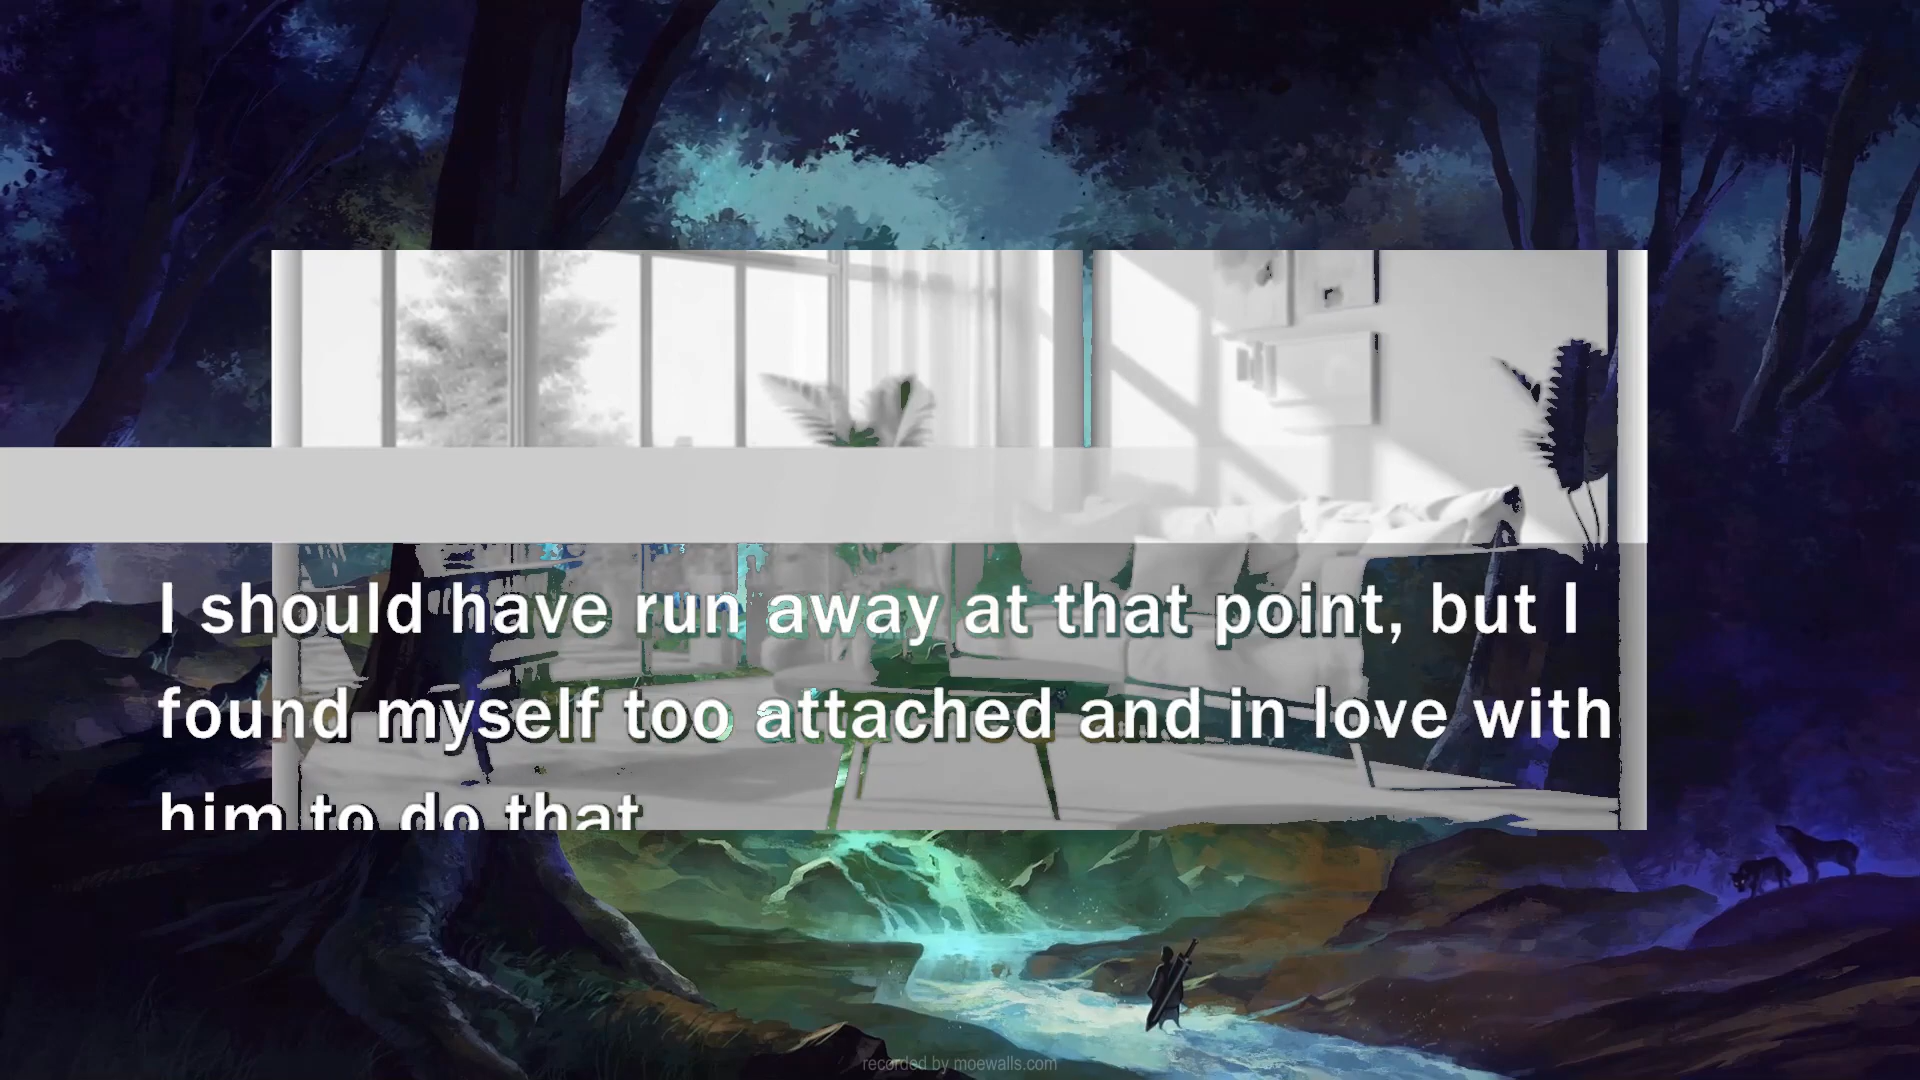 I should have run away at that point, but I
found myself too attached and in love with
him to do that
recorded by moewalls.com